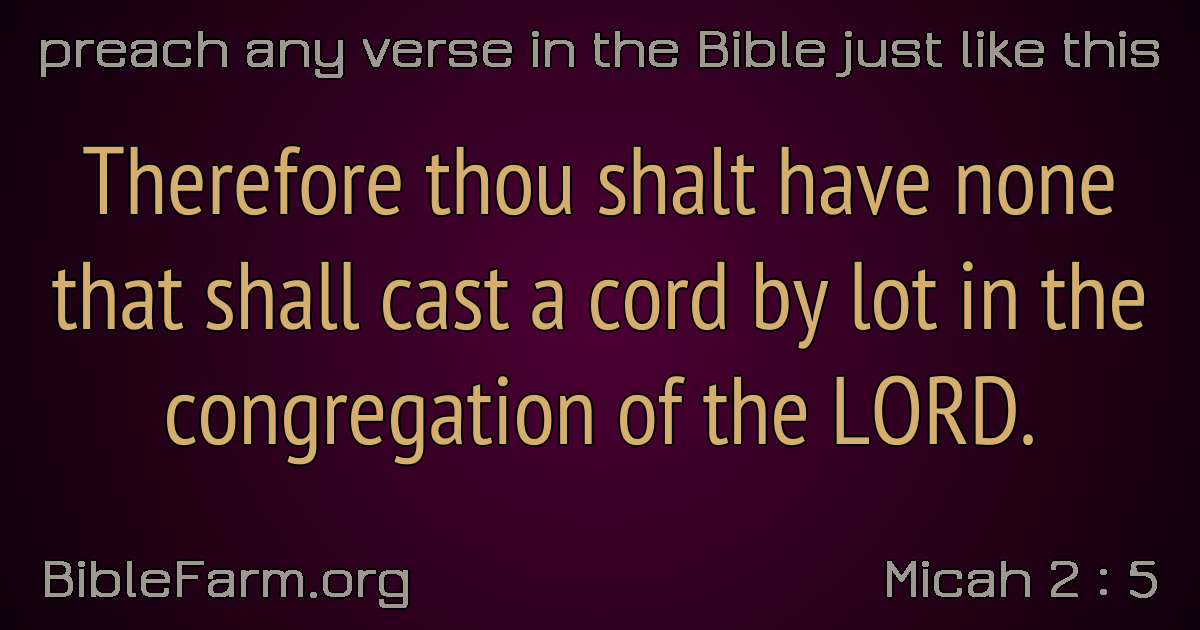 preach any verse in the Bible just like this
Therefore thou shalt have none
that shall cast a cord by lot in the
congregation of the LORD.
BibleFarm.org
Micah 2 : 5